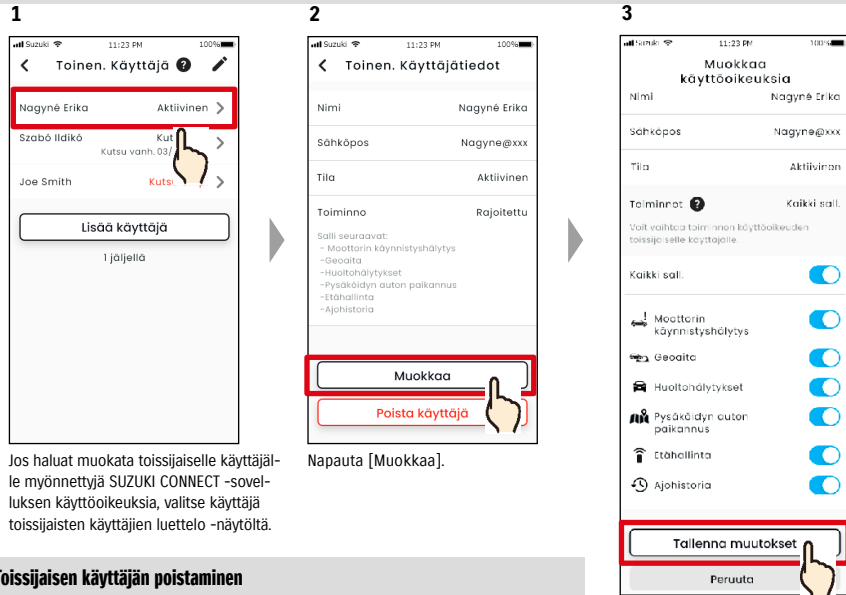 1
Suzuki 11:23 PM 100%
Toinen. Käyttäjä ?
Nagyné Erika Aktiivinen
Szabó Ildikó
Kutsu vanh. 03/
Joe Smith
Lisää käyttäjä
1 jäljellä
Jos haluat muokata toissijaiselle käyttäjäl-
le myönnettyjä SUZUKI CONNECT -sovel-
luksen käyttöoikeuksia, valitse käyttäjä
toissijaisten käyttäjien luettelo -näytöltä.
2
Suzuki 11:23 PM 100%
Toinen. Käyttäjätiedot
Nimi Nagyné Erika
Sähköpos Nagyne@xxx
Tila Aktiivinen
Toiminno Rajoitettu
Salli seuraavat:
- Moottorin käynnistyshälytys
-Geoaita
-Huoltohälytykset
-Pysäköidyn auton paikannus
-Etähallinta
-Ajohistoria
Muokkaa
Poista käyttäjä
Napauta [Muokkaa].
3
Suzuki 11:23 PM 100%
Muokkaa
käyttöoikeuksia
Nimi Nagyné Erika
Sähköpos Nagyne@xxx
Tila Aktiivinen
Toiminnot ? Kaikki sall.
Voit vaihtaa toiminnon käyttöoikeuden
toissijaiselle käyttäjälle.
Kaikki sall.
Moottorin
käynnistyshälytys
Geoaita
Huoltohälytykset
Pysäköidyn auton
paikannus
Etähallinta
Ajohistoria
Tallenna muutokset
Peruuta
Toissijaisen käyttäjän poistaminen